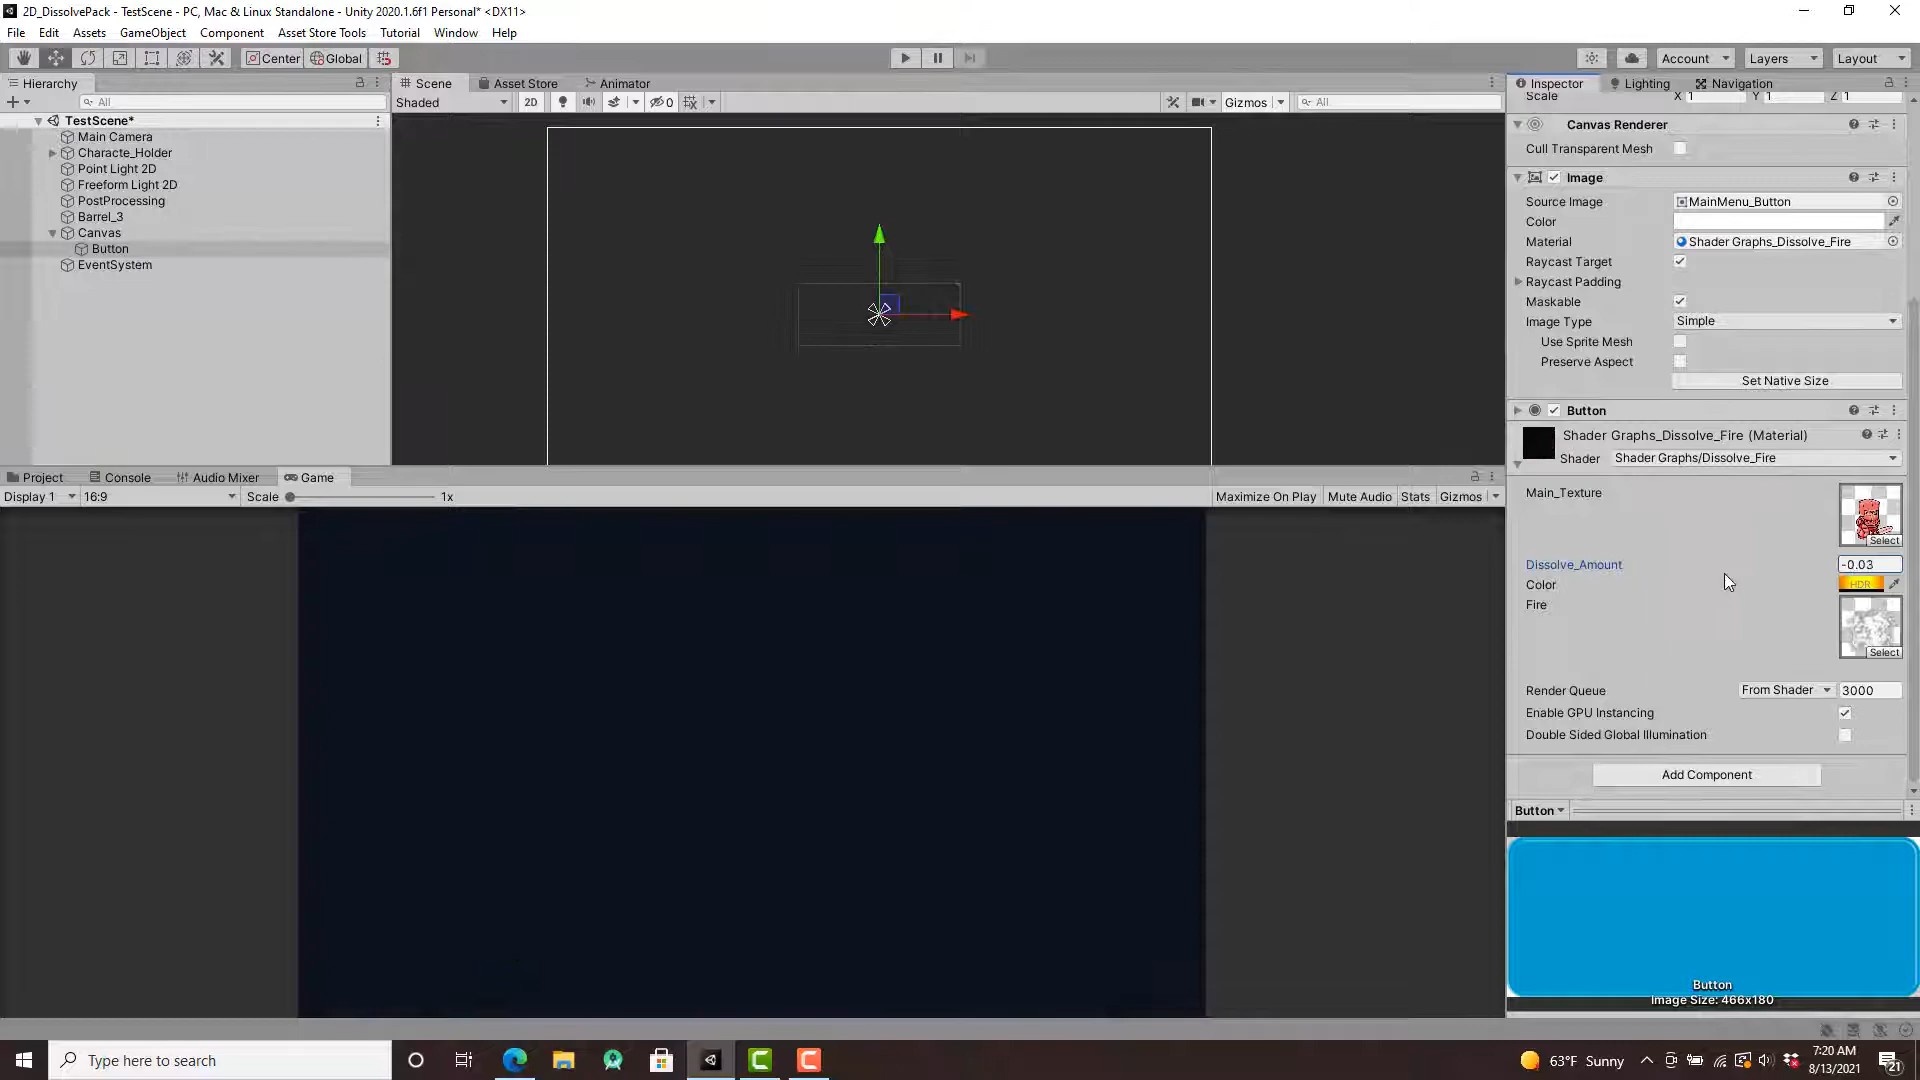 2D_DissolvePack - TestScene - PC, Mac & Linux Standalone - Unity 2020.1.6f1 Personal* <DX11>
File Edit Assets GameObject Component Asset Store Tools Tutorial Window Help
Center Global Account Layers Layout
Hierarchy
All
TestScene*
Main Camera
Characte_Holder
Point Light 2D
Freeform Light 2D
PostProcessing
Barrel_3
Canvas
Button
EventSystem
Scene Asset Store Animator
Shaded 2D 0 Gizmos All
Project Console Audio Mixer Game
Display 1 16:9 Scale 1x Maximize On Play Mute Audio Stats Gizmos
Inspector Lighting Navigation
Scale X 1 Y 1 Z 1
Canvas Renderer
Cull Transparent Mesh
Image
Source Image MainMenu_Button
Color
Material Shader Graphs_Dissolve_Fire
Raycast Target
Raycast Padding
Maskable
Image Type Simple
Use Sprite Mesh
Preserve Aspect
Set Native Size
Button
Shader Graphs_Dissolve_Fire (Material)
Shader Shader Graphs/Dissolve_Fire
Main_Texture
Select
Dissolve_Amount -0.03
Color HDR
Fire
Select
Render Queue From Shader 3000
Enable GPU Instancing
Double Sided Global Illumination
Add Component
Button
Button
Image Size: 466x180
Type here to search
63°F Sunny
7:20 AM
8/13/2021
21